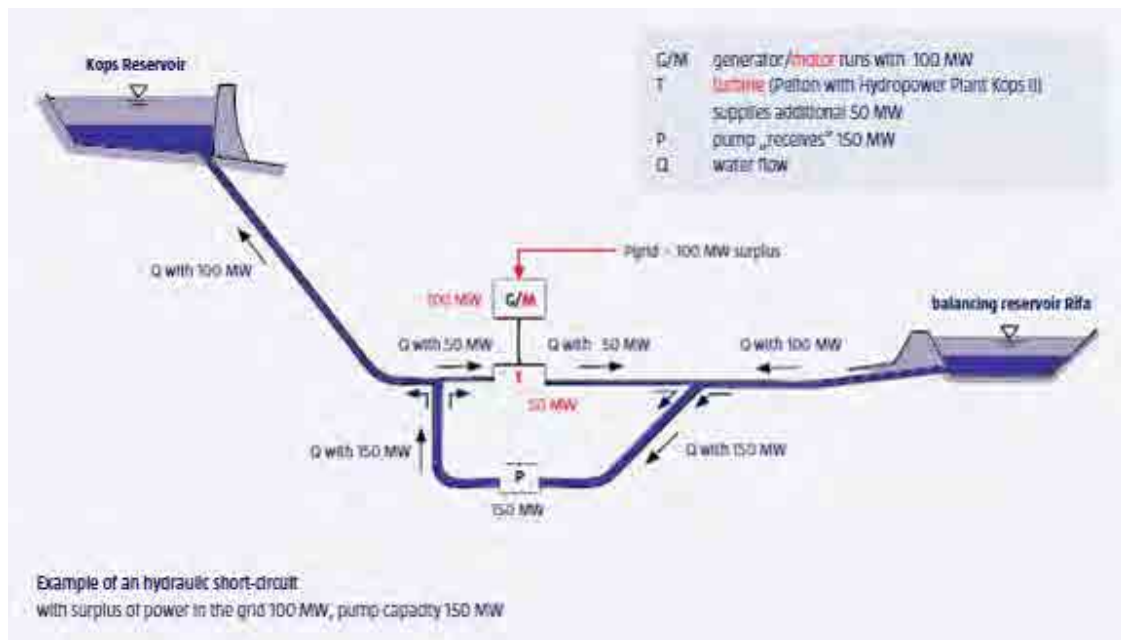 Kops Reservoir
G/M generator/motor runs with 100 MW
T turbine (Pelton with Hydropower Plant Kops II)
supplies additional 50 MW
P pump „receives" 150 MW
Q water flow
Q with 100 MW
Pgrid - 100 MW surplus
100 MW G/M
balancing reservoir Rifa
Q with 50 MW
Q with 50 MW
Q with 100 MW
T
50 MW
Q with 150 MW
Q with 150 MW
P
150 MW
Example of an hydraulic short-circuit
with surplus of power in the grid 100 MW, pump capacity 150 MW